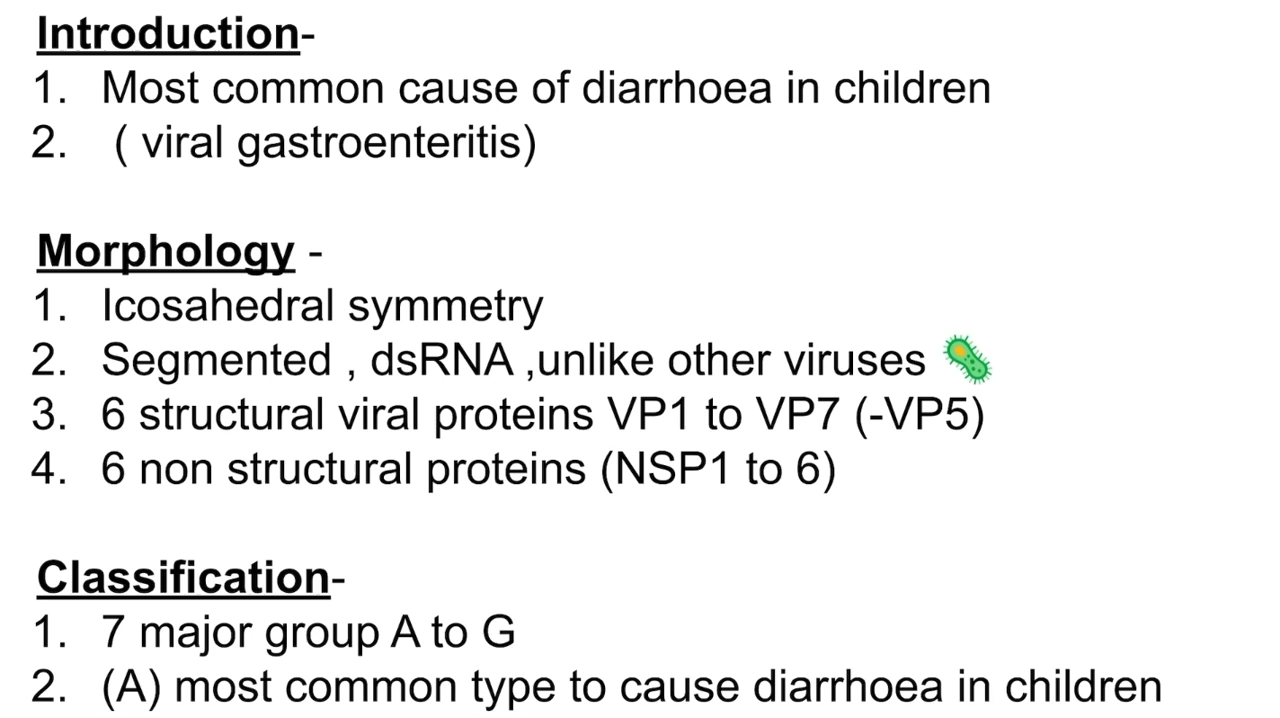 Introduction-
1. Most common cause of diarrhoea in children
2. ( viral gastroenteritis)
Morphology -
1. Icosahedral symmetry
2. Segmented , dsRNA ,unlike other viruses 🦠
3. 6 structural viral proteins VP1 to VP7 (-VP5)
4. 6 non structural proteins (NSP1 to 6)
Classification-
1. 7 major group A to G
2. (A) most common type to cause diarrhoea in children